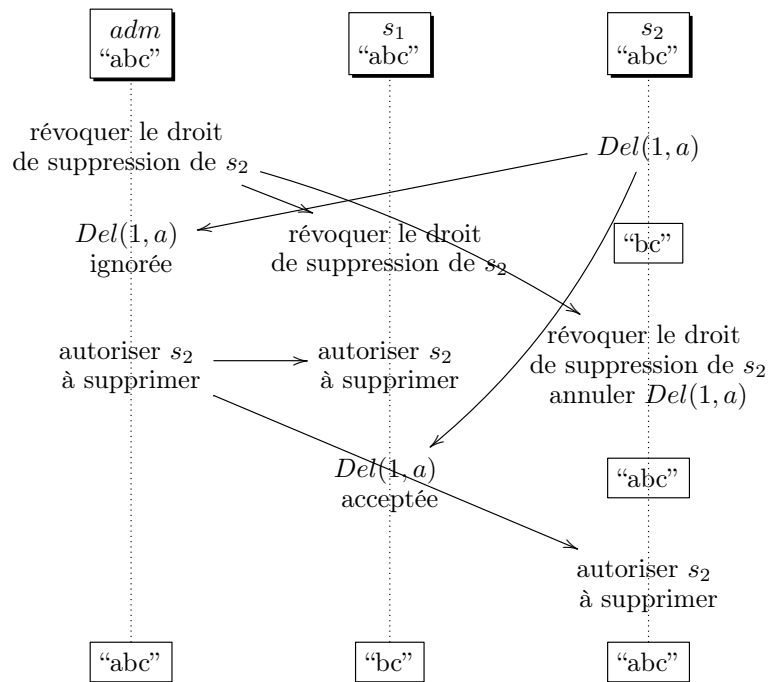 adm
“abc”
s₁
“abc”
s₂
“abc”
révoquer le droit
de suppression de s₂
Del(1, a)
Del(1, a)
ignorée
révoquer le droit
de suppression de s₂
“bc”
autoriser s₂
à supprimer
autoriser s₂
à supprimer
révoquer le droit
de suppression de s₂
annuler Del(1, a)
Del(1, a)
acceptée
“abc”
autoriser s₂
à supprimer
“abc”
“bc”
“abc”